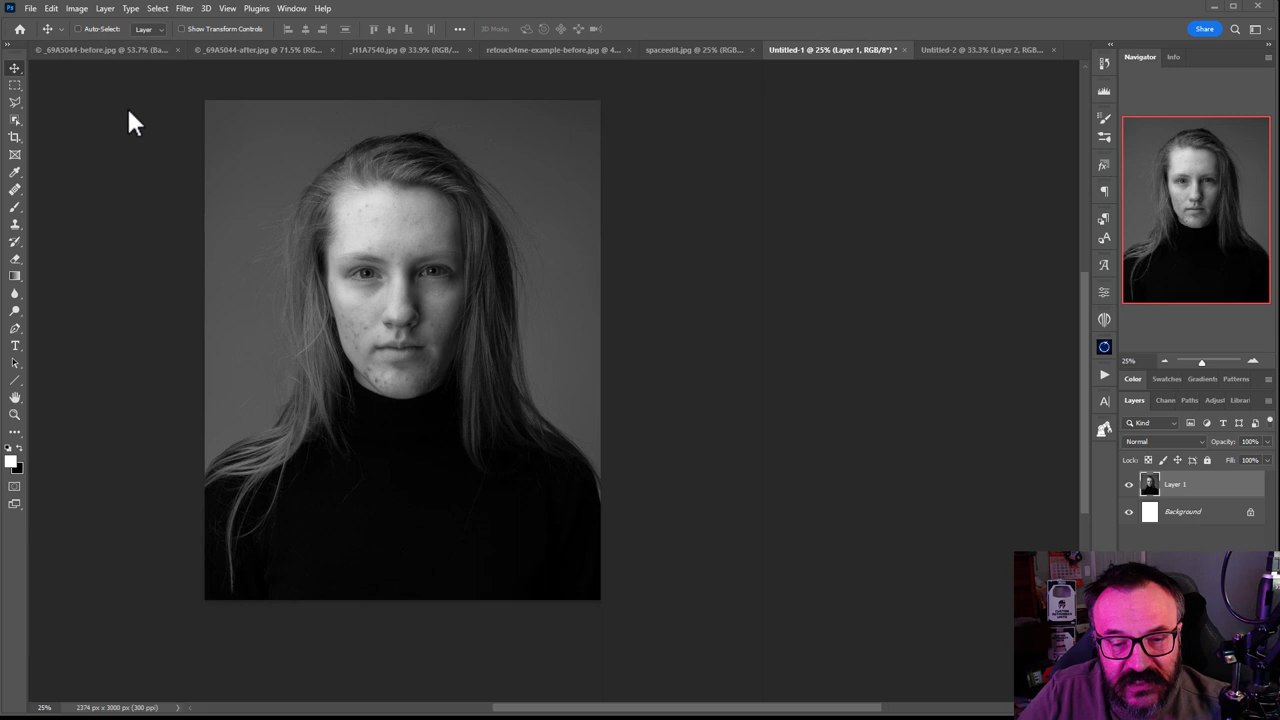 Ps File Edit Image Layer Type Select Filter 3D View Plugins Window Help
Auto-Select: Layer Show Transform Controls 3D Mode: Share
© _69A5044-before.jpg @ 53.7% (Ba... × © _69A5044-after.jpg @ 71.5% (RG... × _H1A7540.jpg @ 33.9% (RGB/... × retouch4me-example-before.jpg @ 4... × spaceedit.jpg @ 25% (RGB/8... × Untitled-1 @ 25% (Layer 1, RGB/8*) * × Untitled-2 @ 33.3% (Layer 2, RGB... ×
Navigator Info
25%
Color Swatches Gradients Patterns
Layers Chann Paths Adjust Librar
Kind
Normal Opacity: 100%
Lock: Fill: 100%
Layer 1
Background
25% 2374 px x 3000 px (300 ppi)